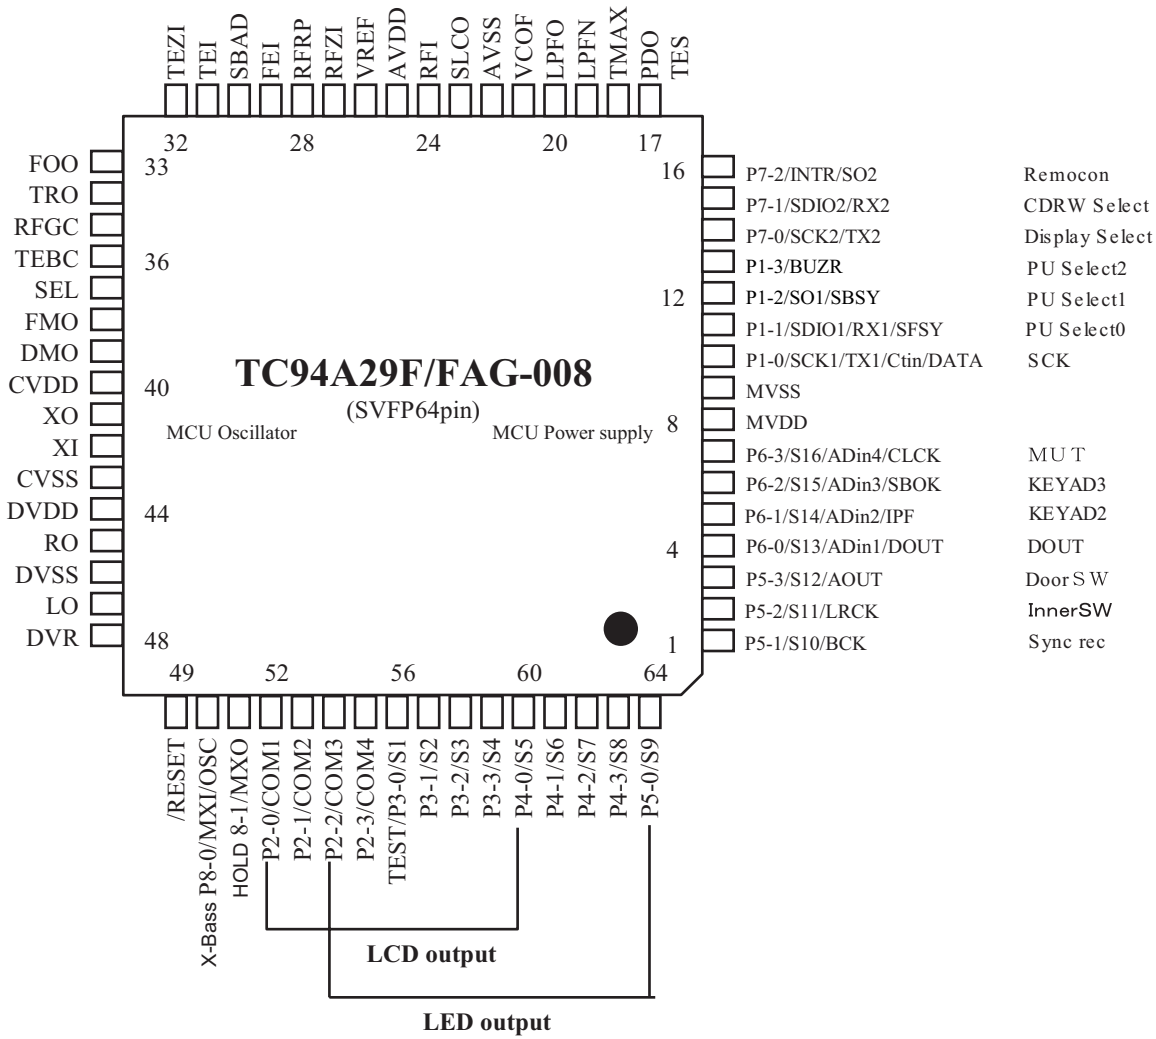 TEZI
TEI
SBAD
FEI
RFRP
RFZI
VREF
AVDD
RFI
SLCO
AVSS
VCOF
LPFO
LPFN
TMAX
PDO
TES
32
28
24
20
17
FOO
33
TRO
RFGC
TEBC
36
SEL
FMO
DMO
CVDD
40
XO
XI
CVSS
DVDD
44
RO
DVSS
LO
DVR
48
TC94A29F/FAG-008
(SVFP64pin)
MCU Oscillator
MCU Power supply
16
P7-2/INTR/SO2 Remocon
P7-1/SDIO2/RX2 CDRW Select
P7-0/SCK2/TX2 Display Select
P1-3/BUZR PU Select2
12
P1-2/SO1/SBSY PU Select1
P1-1/SDIO1/RX1/SFSY PU Select0
P1-0/SCK1/TX1/Ctin/DATA SCK
MVSS
8
MVDD
P6-3/S16/ADin4/CLCK MUT
P6-2/S15/ADin3/SBOK KEYAD3
P6-1/S14/ADin2/IPF KEYAD2
4
P6-0/S13/ADin1/DOUT DOUT
P5-3/S12/AOUT DoorSW
P5-2/S11/LRCK InnerSW
1
P5-1/S10/BCK Sync rec
49
52
56
60
64
/RESET
X-Bass P8-0/MXI/OSC
HOLD 8-1/MXO
P2-0/COM1
P2-1/COM2
P2-2/COM3
P2-3/COM4
TEST/P3-0/S1
P3-1/S2
P3-2/S3
P3-3/S4
P4-0/S5
P4-1/S6
P4-2/S7
P4-3/S8
P5-0/S9
LCD output
LED output